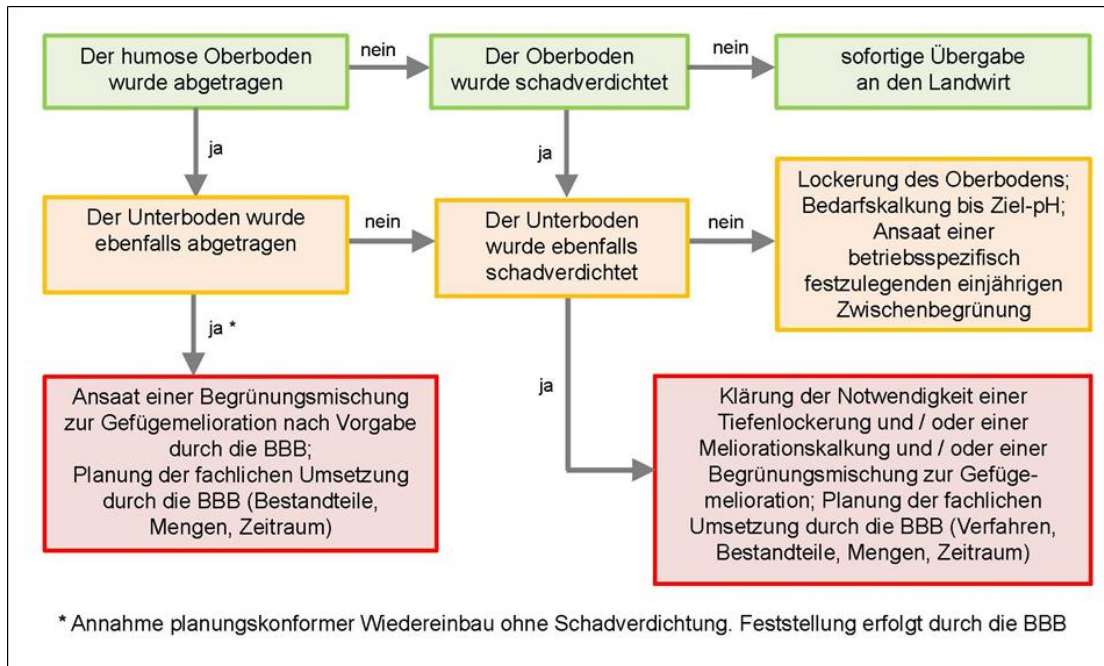 Der humose Oberboden
wurde abgetragen
nein
Der Oberboden
wurde schadverdichtet
nein
sofortige Übergabe
an den Landwirt
ja
ja
Der Unterboden wurde
ebenfalls abgetragen
nein
Der Unterboden
wurde ebenfalls
schadverdichtet
nein
Lockerung des Oberbodens;
Bedarfskalkung bis Ziel-pH;
Ansaat einer
betriebsspezifisch
festzulegenden einjährigen
Zwischenbegrünung
ja *
ja
Ansaat einer Begrünungsmischung
zur Gefügemelioration nach Vorgabe
durch die BBB;
Planung der fachlichen Umsetzung
durch die BBB (Bestandteile,
Mengen, Zeitraum)
Klärung der Notwendigkeit einer
Tiefenlockerung und / oder einer
Meliorationskalkung und / oder einer
Begrünungsmischung zur Gefüge-
melioration; Planung der fachlichen
Umsetzung durch die BBB (Verfahren,
Bestandteile, Mengen, Zeitraum)
* Annahme planungskonformer Wiedereinbau ohne Schadverdichtung. Feststellung erfolgt durch die BBB